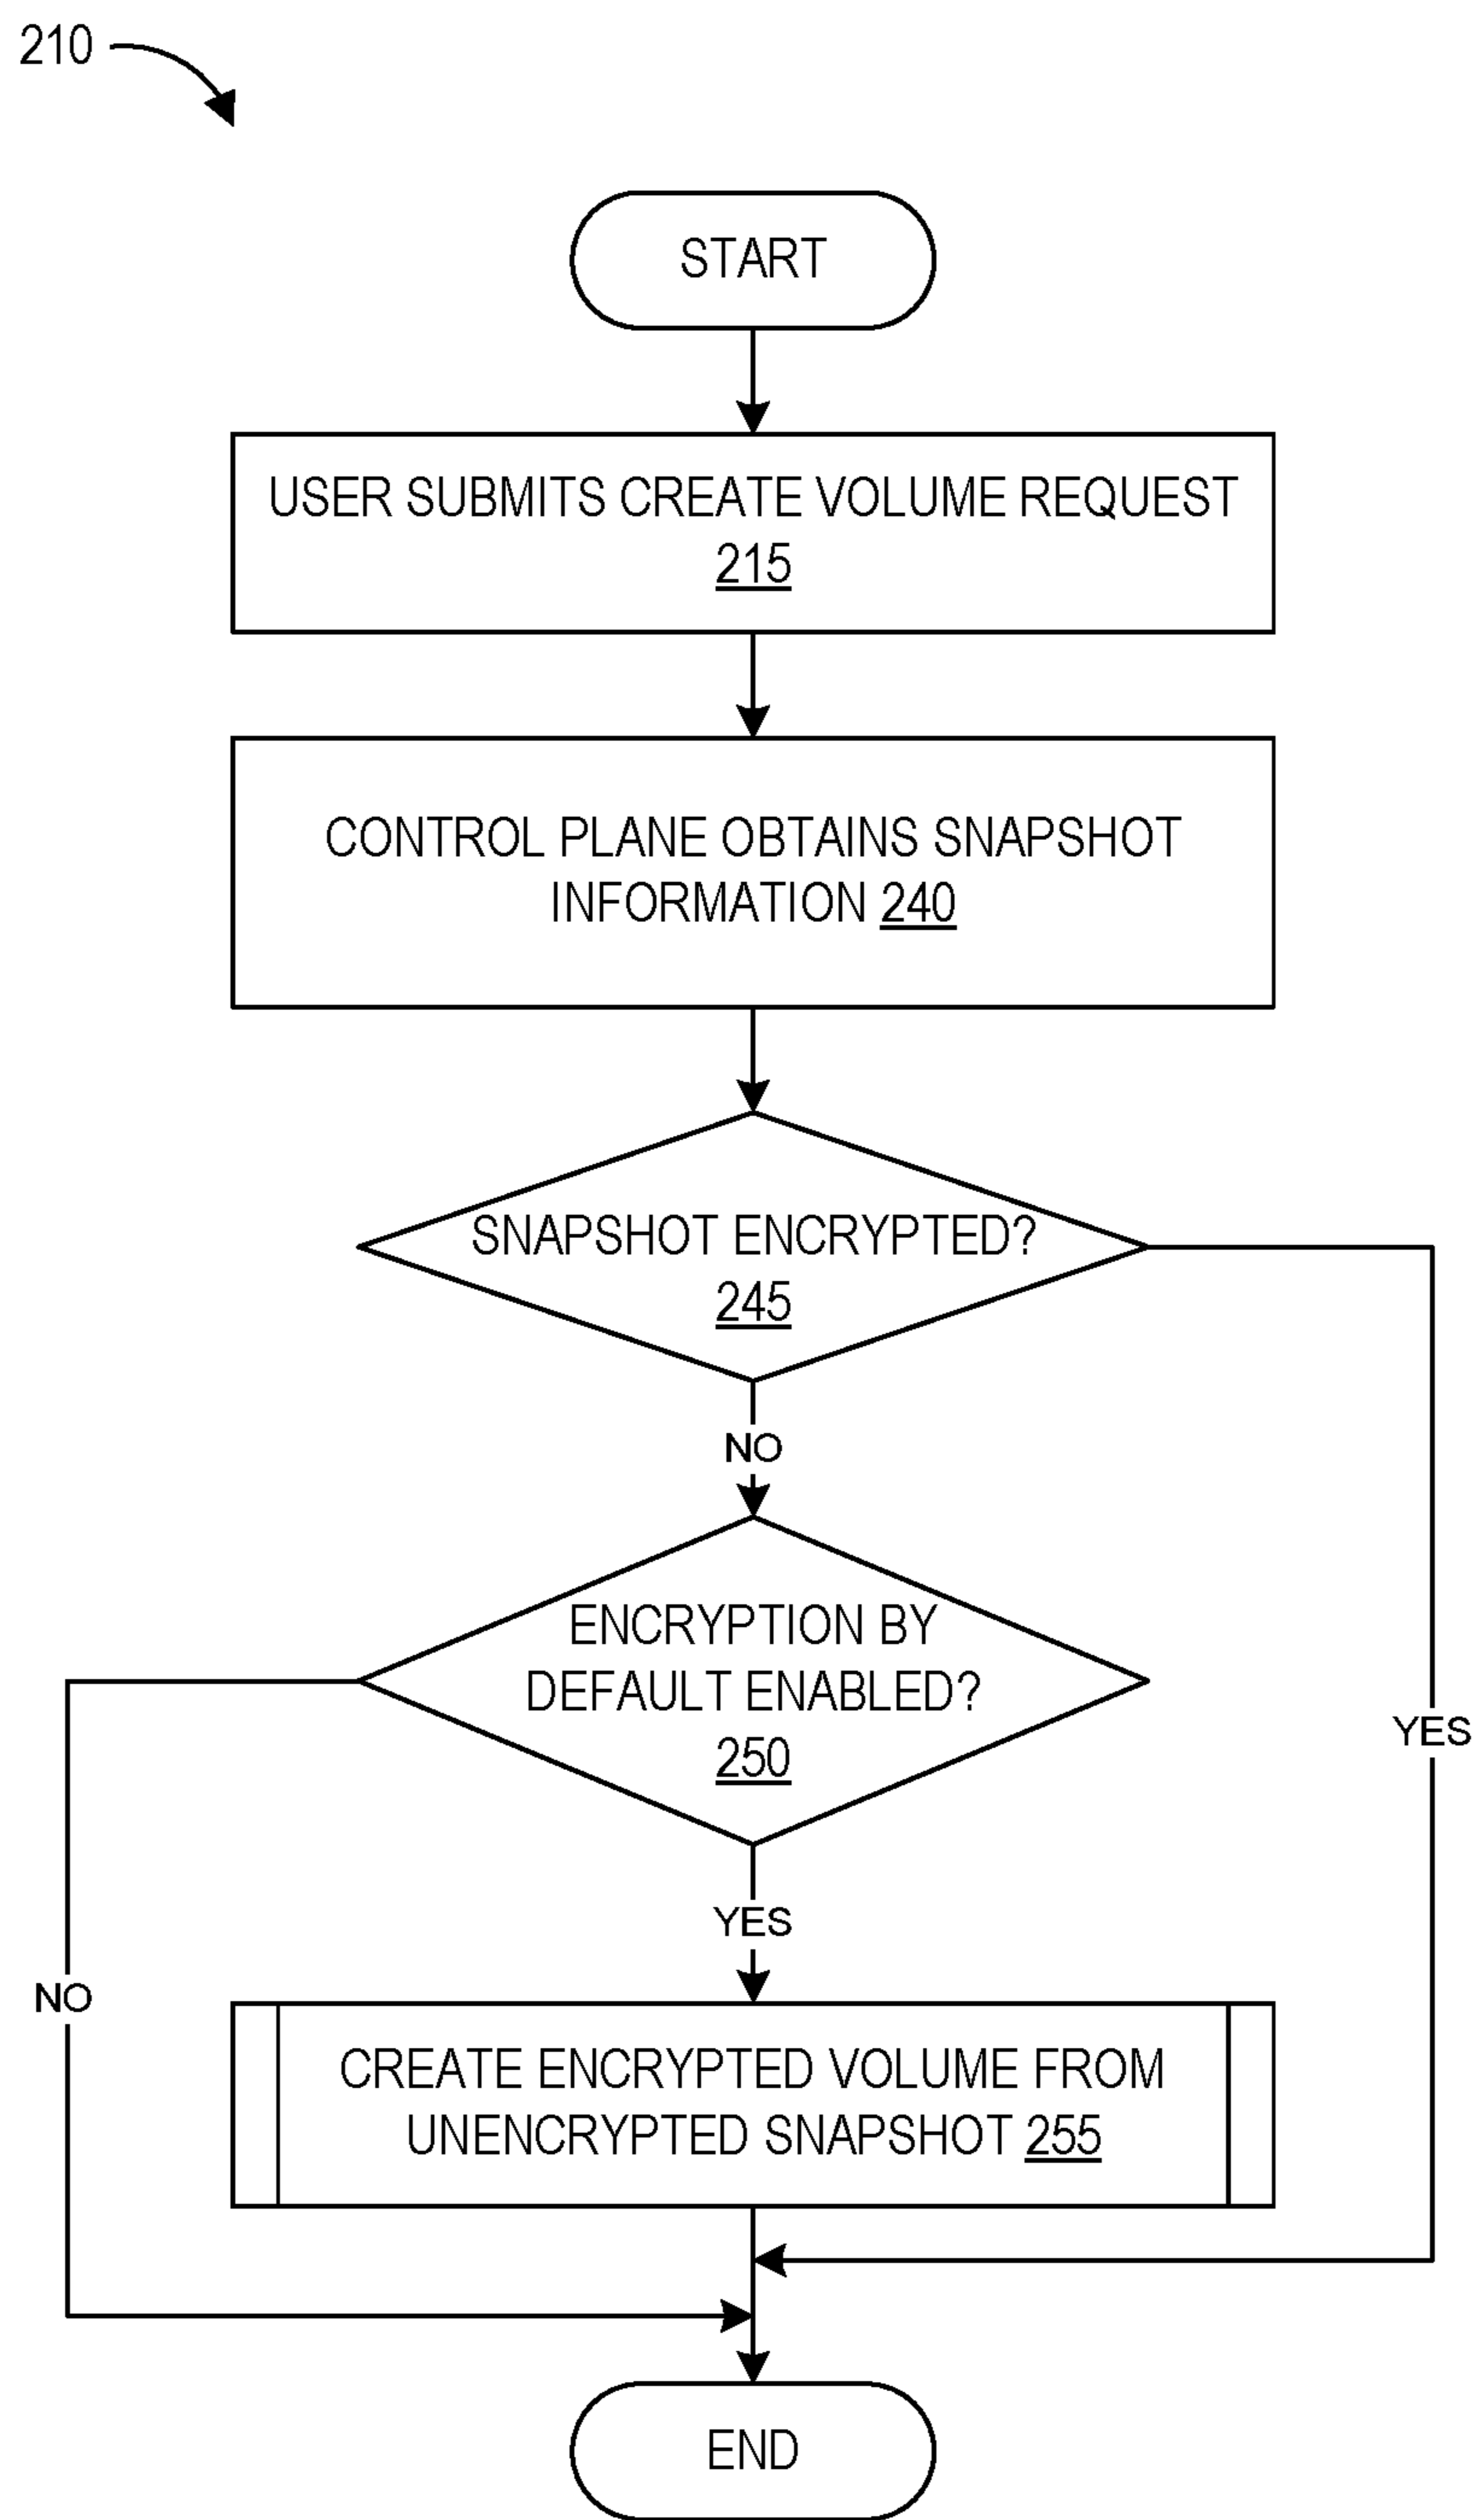 210
START
USER SUBMITS CREATE VOLUME REQUEST
215
CONTROL PLANE OBTAINS SNAPSHOT
INFORMATION 240
SNAPSHOT ENCRYPTED?
245
NO
ENCRYPTION BY
DEFAULT ENABLED?
250
YES
YES
NO
CREATE ENCRYPTED VOLUME FROM
UNENCRYPTED SNAPSHOT 255
END